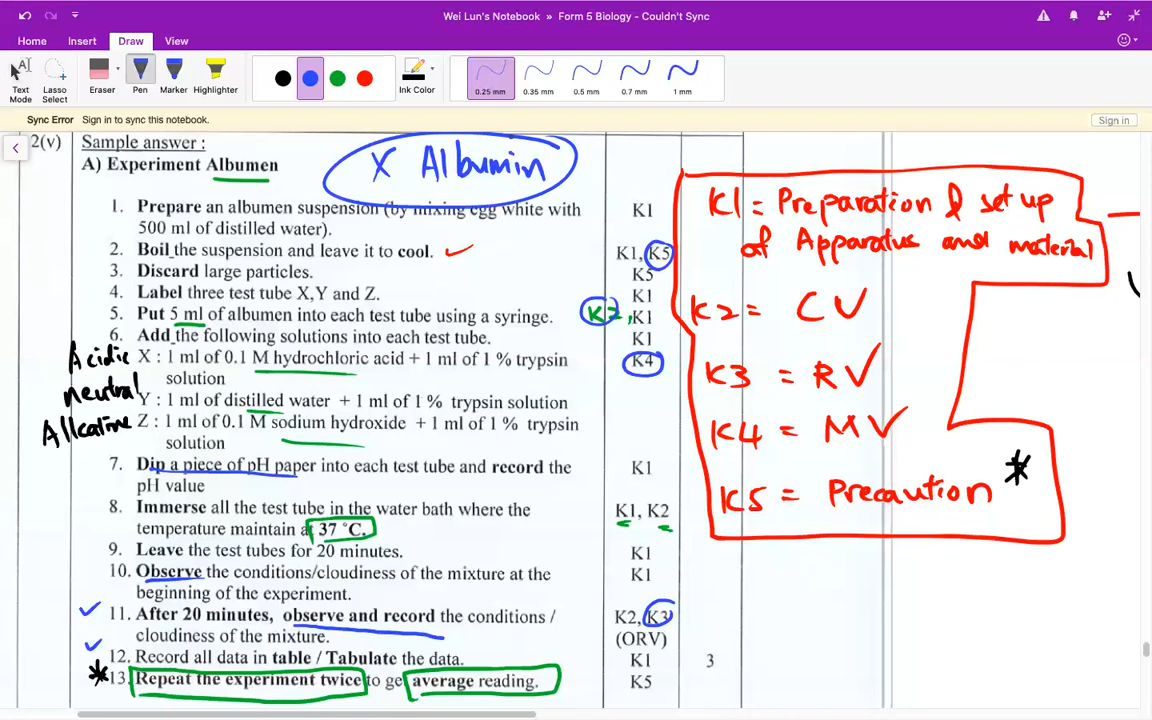 Wei Lun's Notebook » Form 5 Biology - Couldn't Sync
Home Insert Draw View
Text Mode
Lasso Select
Eraser
Pen
Marker
Highlighter
Ink Color
0.25 mm
0.35 mm
0.5 mm
0.7 mm
1 mm
Sync Error Sign in to sync this notebook. Sign in
2(v) Sample answer :
A) Experiment Albumen
X Albumin
1. Prepare an albumen suspension (by mixing egg white with K1
500 ml of distilled water).
2. Boil the suspension and leave it to cool. K1, K5
3. Discard large particles. K5
4. Label three test tube X,Y and Z. K1
5. Put 5 ml of albumen into each test tube using a syringe. K2, K1
6. Add the following solutions into each test tube. K1
Acidic X : 1 ml of 0.1 M hydrochloric acid + 1 ml of 1 % trypsin K4
solution
neutral Y : 1 ml of distilled water + 1 ml of 1 % trypsin solution
Alkaline Z : 1 ml of 0.1 M sodium hydroxide + 1 ml of 1 % trypsin
solution
7. Dip a piece of pH paper into each test tube and record the K1
pH value
8. Immerse all the test tube in the water bath where the K1, K2
temperature maintain at 37 °C.
9. Leave the test tubes for 20 minutes. K1
10. Observe the conditions/cloudiness of the mixture at the K1
beginning of the experiment.
11. After 20 minutes, observe and record the conditions / K2, K3
cloudiness of the mixture. (ORV)
12. Record all data in table / Tabulate the data. K1 3
13. Repeat the experiment twice to get average reading. K5
K1 = Preparation & set up
of Apparatus and material
K2 = CV
K3 = RV
K4 = MV
K5 = Precaution *